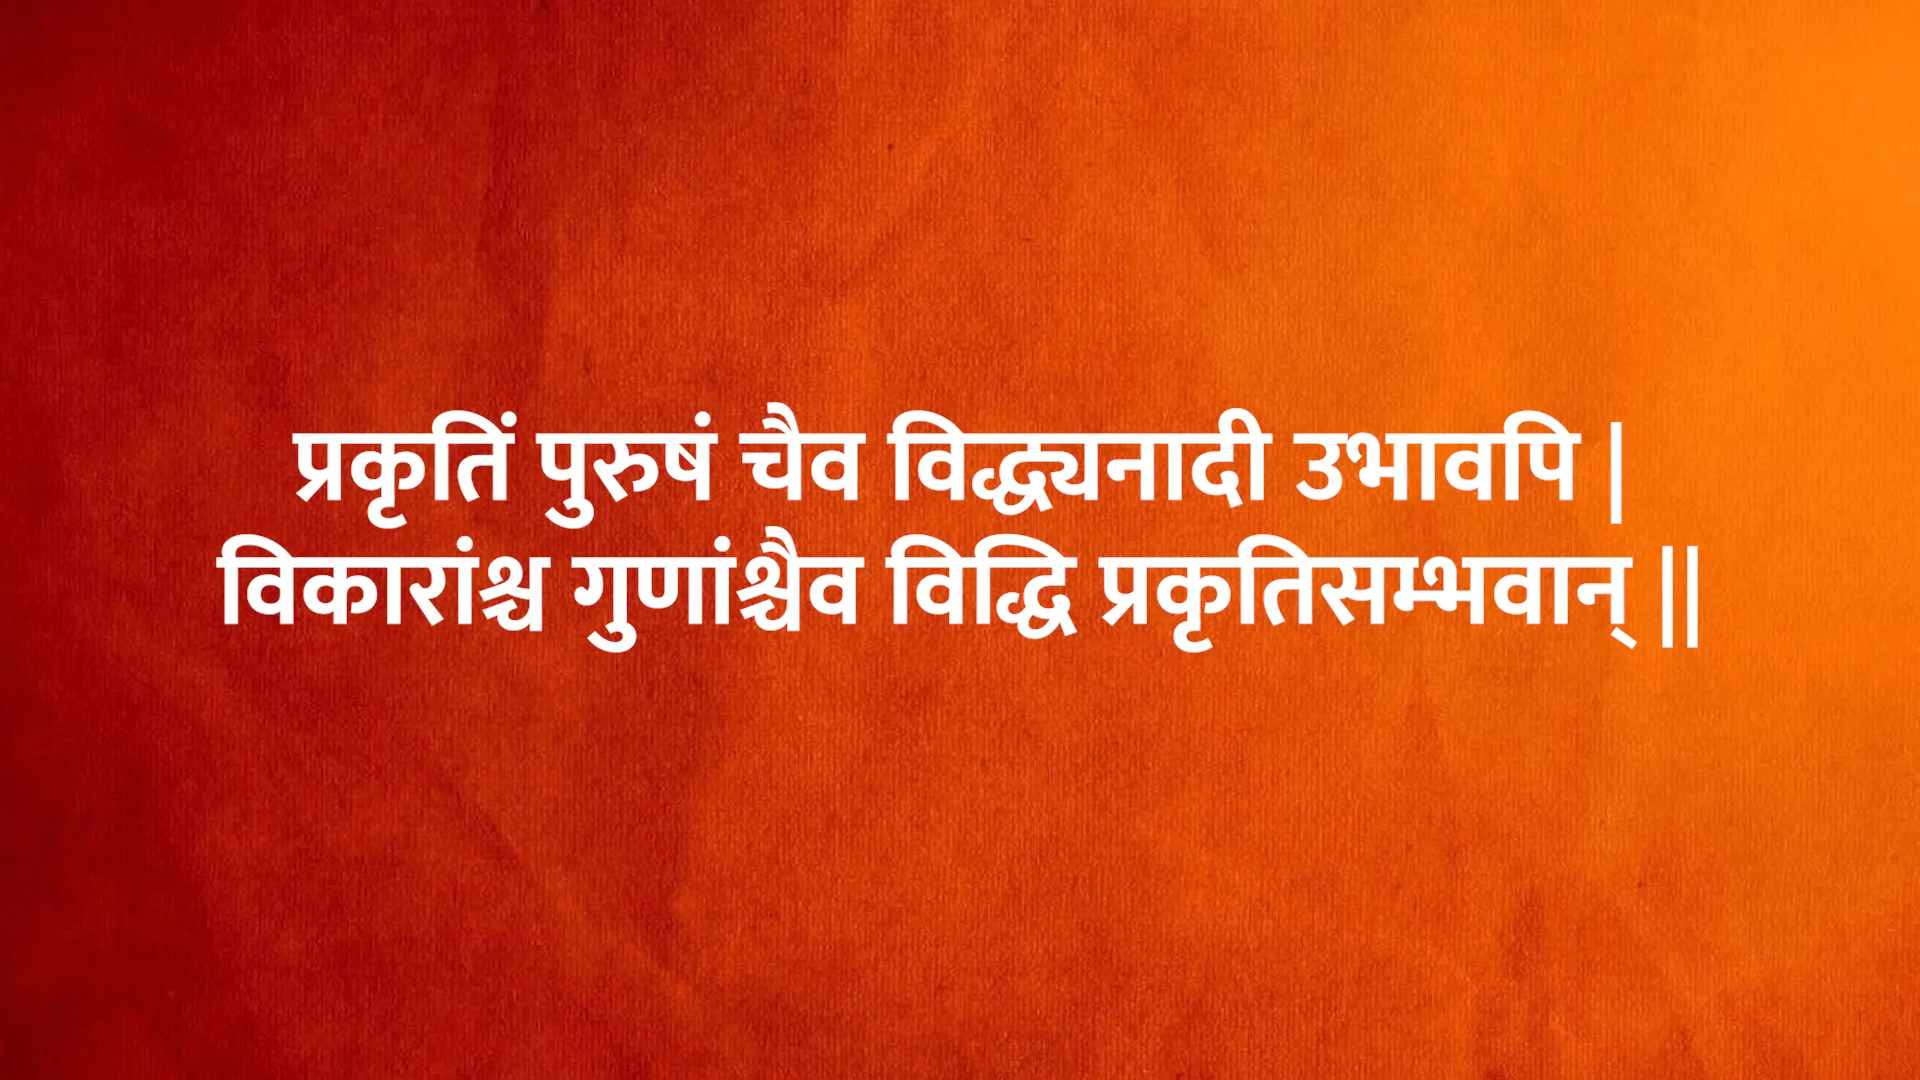 प्रकृतिं पुरुषं चैव विद्ध्यनादी उभावपि |
विकारांश्च गुणांश्चैव विद्धि प्रकृतिसम्भवान् ||